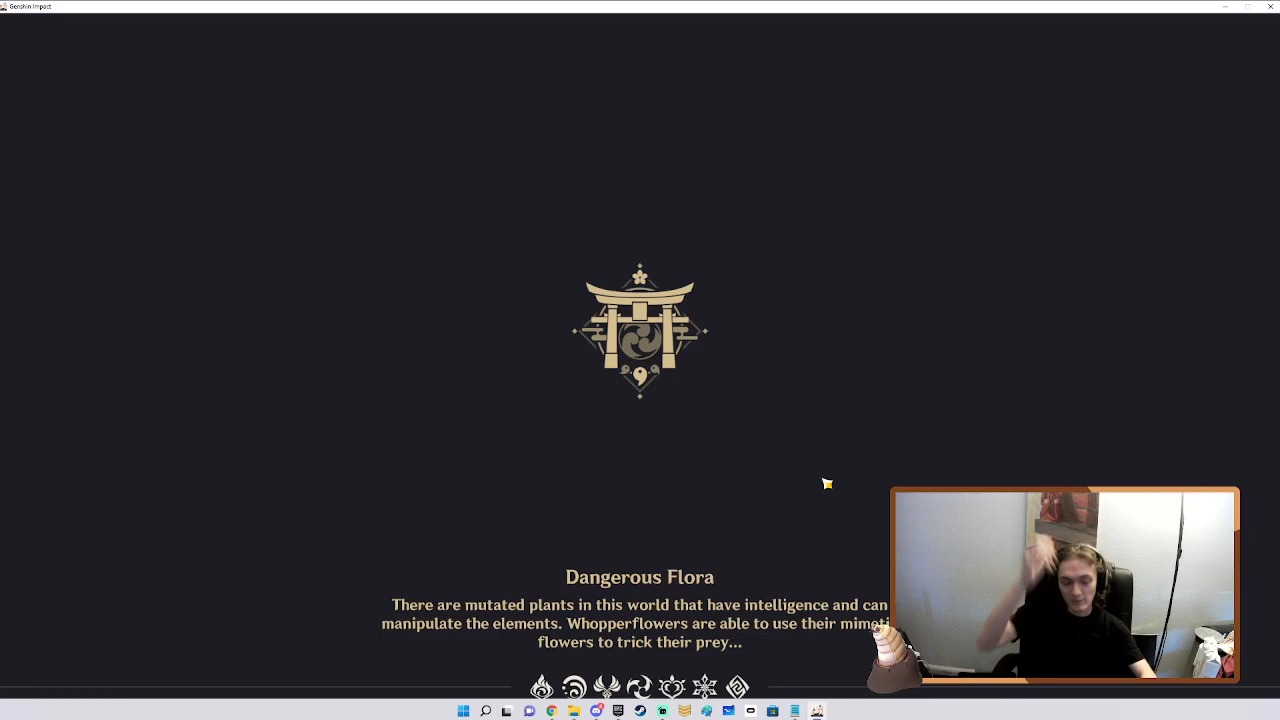 Genshin Impact
Dangerous Flora
There are mutated plants in this world that have intelligence and can
manipulate the elements. Whopperflowers are able to use their
flowers to trick their prey...